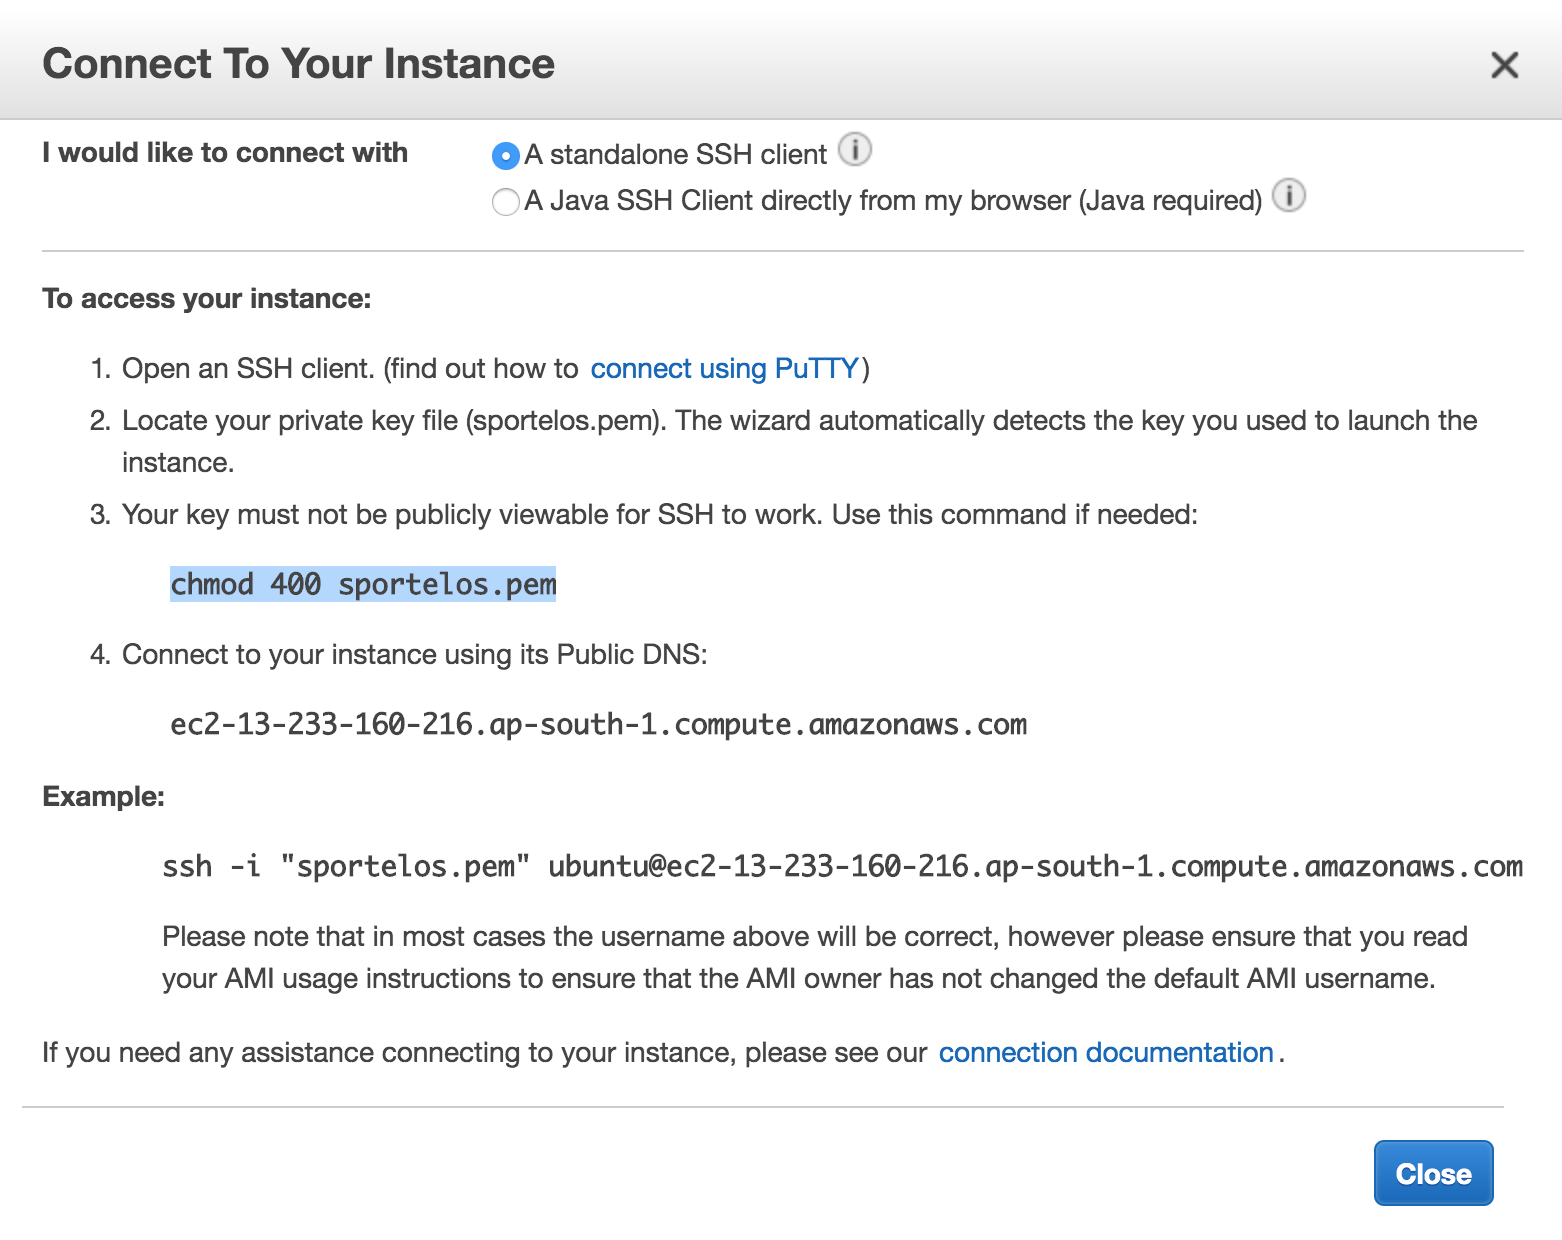 Connect To Your Instance
I would like to connect with
A standalone SSH client
A Java SSH Client directly from my browser (Java required)
To access your instance:
1. Open an SSH client. (find out how to connect using PuTTY)
2. Locate your private key file (sportelos.pem). The wizard automatically detects the key you used to launch the
instance.
3. Your key must not be publicly viewable for SSH to work. Use this command if needed:
chmod 400 sportelos.pem
4. Connect to your instance using its Public DNS:
ec2-13-233-160-216.ap-south-1.compute.amazonaws.com
Example:
ssh -i "sportelos.pem" ubuntu@ec2-13-233-160-216.ap-south-1.compute.amazonaws.com
Please note that in most cases the username above will be correct, however please ensure that you read
your AMI usage instructions to ensure that the AMI owner has not changed the default AMI username.
If you need any assistance connecting to your instance, please see our connection documentation.
Close